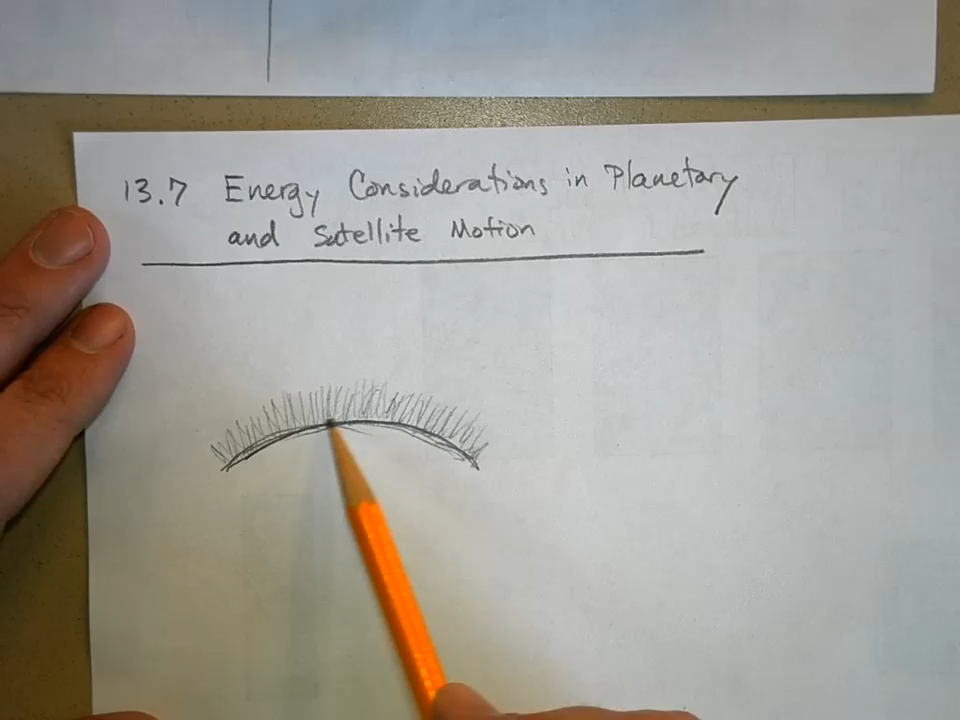 13.7 Energy Considerations in Planetary
and Satellite Motion